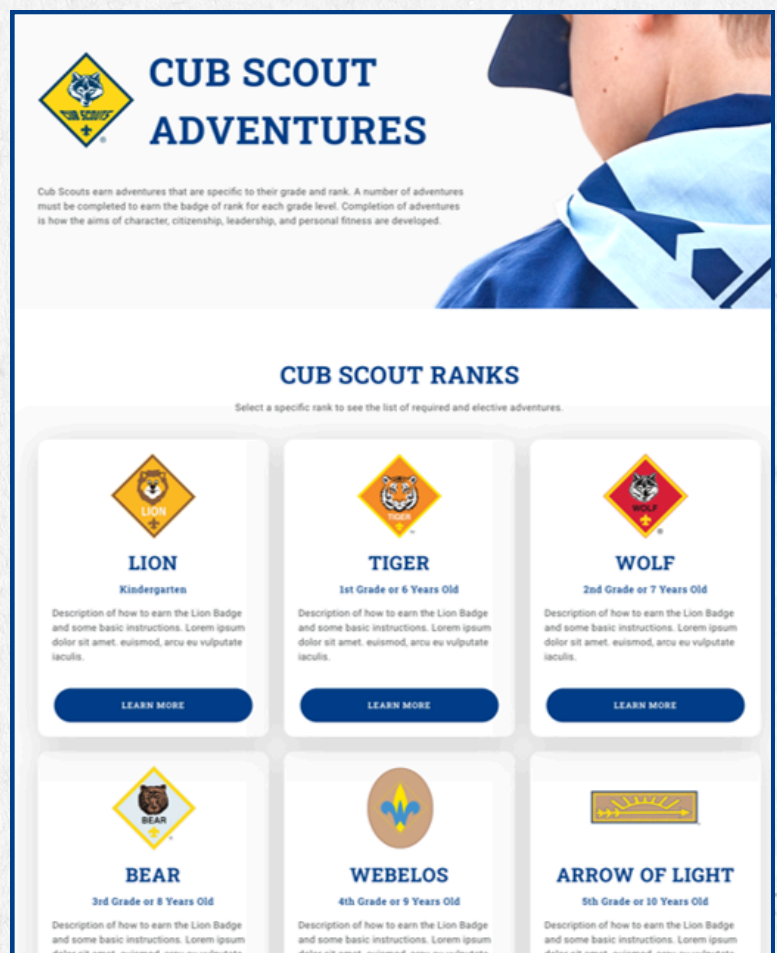 CUB SCOUTS
®
CUB SCOUT
ADVENTURES
Cub Scouts earn adventures that are specific to their grade and rank. A number of adventures
must be completed to earn the badge of rank for each grade level. Completion of adventures
is how the aims of character, citizenship, leadership, and personal fitness are developed.
CUB SCOUT RANKS
Select a specific rank to see the list of required and elective adventures.
LION
LION
Kindergarten
Description of how to earn the Lion Badge
and some basic instructions. Lorem ipsum
dolor sit amet. euismod, arcu eu vulputate
iaculis.
LEARN MORE
TIGER
™
TIGER
1st Grade or 6 Years Old
Description of how to earn the Lion Badge
and some basic instructions. Lorem ipsum
dolor sit amet. euismod, arcu eu vulputate
iaculis.
LEARN MORE
WOLF
®
WOLF
2nd Grade or 7 Years Old
Description of how to earn the Lion Badge
and some basic instructions. Lorem ipsum
dolor sit amet. euismod, arcu eu vulputate
iaculis.
LEARN MORE
BEAR
BEAR
3rd Grade or 8 Years Old
Description of how to earn the Lion Badge
and some basic instructions. Lorem ipsum
WEBELOS
4th Grade or 9 Years Old
Description of how to earn the Lion Badge
and some basic instructions. Lorem ipsum
ARROW OF LIGHT
5th Grade or 10 Years Old
Description of how to earn the Lion Badge
and some basic instructions. Lorem ipsum